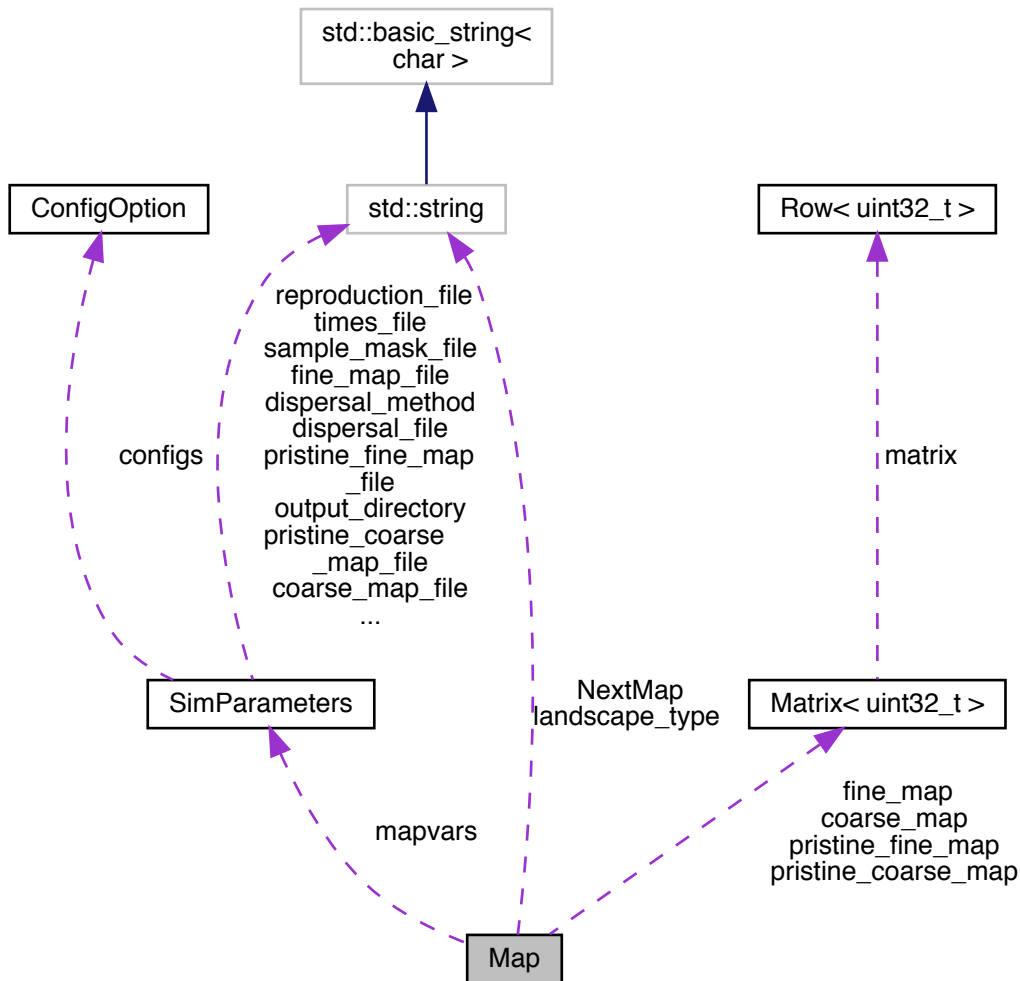 std::basic_string<
char >
ConfigOption
std::string
Row< uint32_t >
reproduction_file
times_file
sample_mask_file
fine_map_file
dispersal_method
dispersal_file
pristine_fine_map
_file
output_directory
pristine_coarse
_map_file
coarse_map_file
...
configs
matrix
SimParameters
NextMap
landscape_type
Matrix< uint32_t >
mapvars
fine_map
coarse_map
pristine_fine_map
pristine_coarse_map
Map